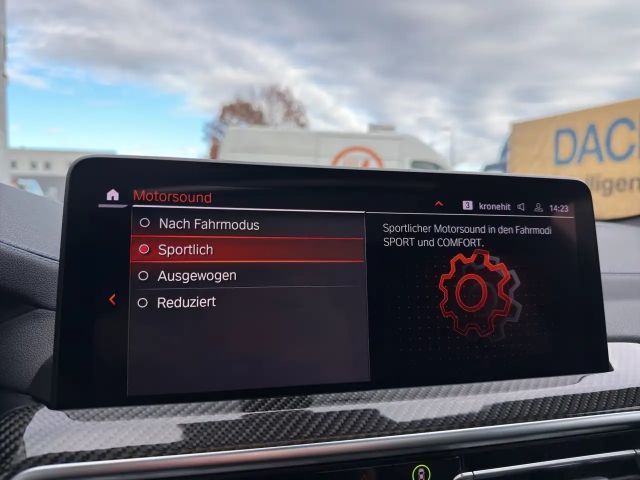 Motorsound
3 kronehit 14:23
Nach Fahrmodus
Sportlich
Ausgewogen
Reduziert
Sportlicher Motorsound in den Fahrmodi
SPORT und COMFORT.
DAC
iligen